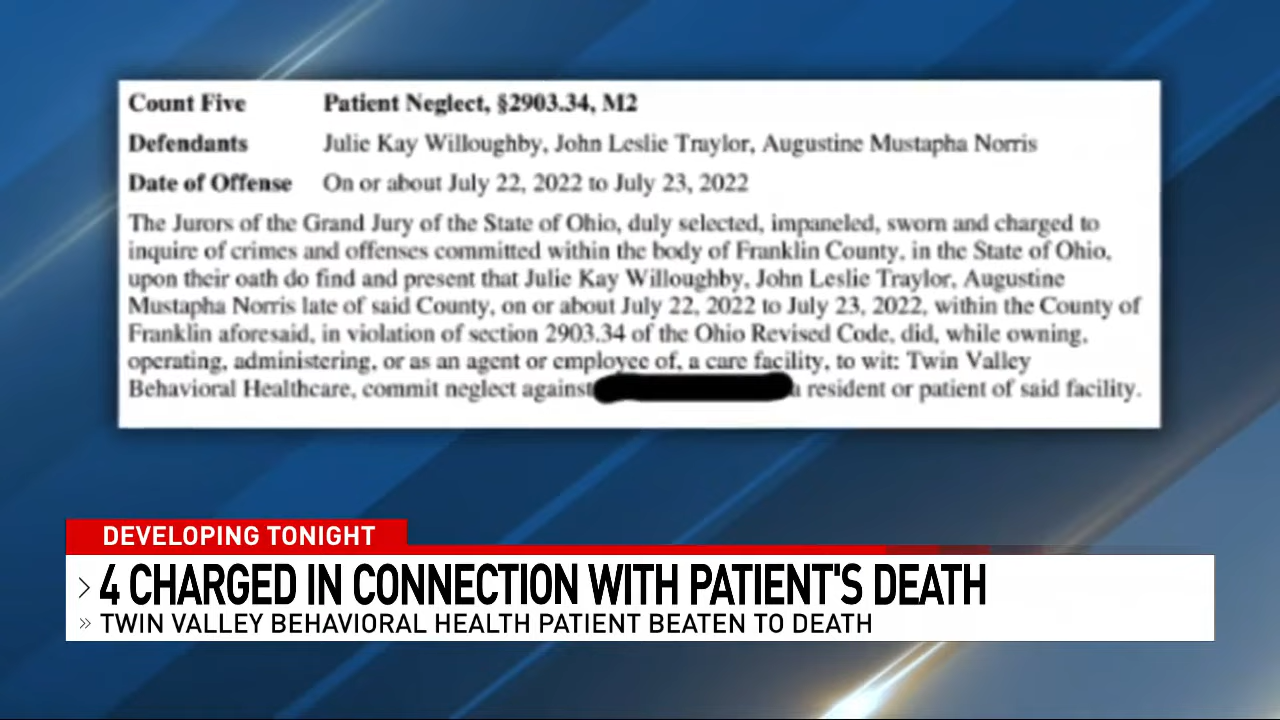 Count Five Patient Neglect, §2903.34, M2
Defendants Julie Kay Willoughby, John Leslie Traylor, Augustine Mustapha Norris
Date of Offense On or about July 22, 2022 to July 23, 2022
The Jurors of the Grand Jury of the State of Ohio, duly selected, impaneled, sworn and charged to
inquire of crimes and offenses committed within the body of Franklin County, in the State of Ohio,
upon their oath do find and present that Julie Kay Willoughby, John Leslie Traylor, Augustine
Mustapha Norris late of said County, on or about July 22, 2022 to July 23, 2022, within the County of
Franklin aforesaid, in violation of section 2903.34 of the Ohio Revised Code, did, while owning,
operating, administering, or as an agent or employee of, a care facility, to wit: Twin Valley
Behavioral Healthcare, commit neglect against a resident or patient of said facility.
DEVELOPING TONIGHT
> 4 CHARGED IN CONNECTION WITH PATIENT'S DEATH
» TWIN VALLEY BEHAVIORAL HEALTH PATIENT BEATEN TO DEATH